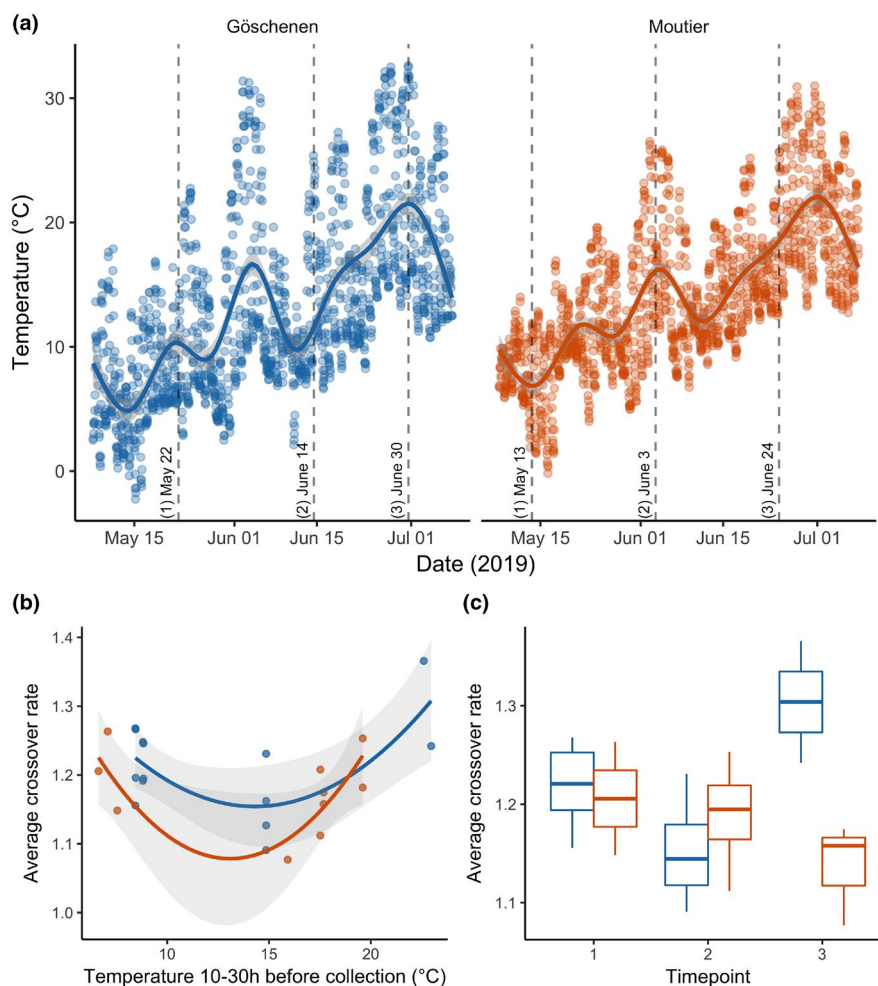 (a)
Göschenen
Moutier
Temperature (°C)
30
20
10
0
(1) May 22
(2) June 14
(3) June 30
(1) May 13
(2) June 3
(3) June 24
May 15
Jun 01
Jun 15
Jul 01
May 15
Jun 01
Jun 15
Jul 01
Date (2019)
(b)
Average crossover rate
1.4
1.3
1.2
1.1
1.0
10
15
20
Temperature 10-30h before collection (°C)
(c)
Average crossover rate
1.3
1.2
1.1
1
2
3
Timepoint